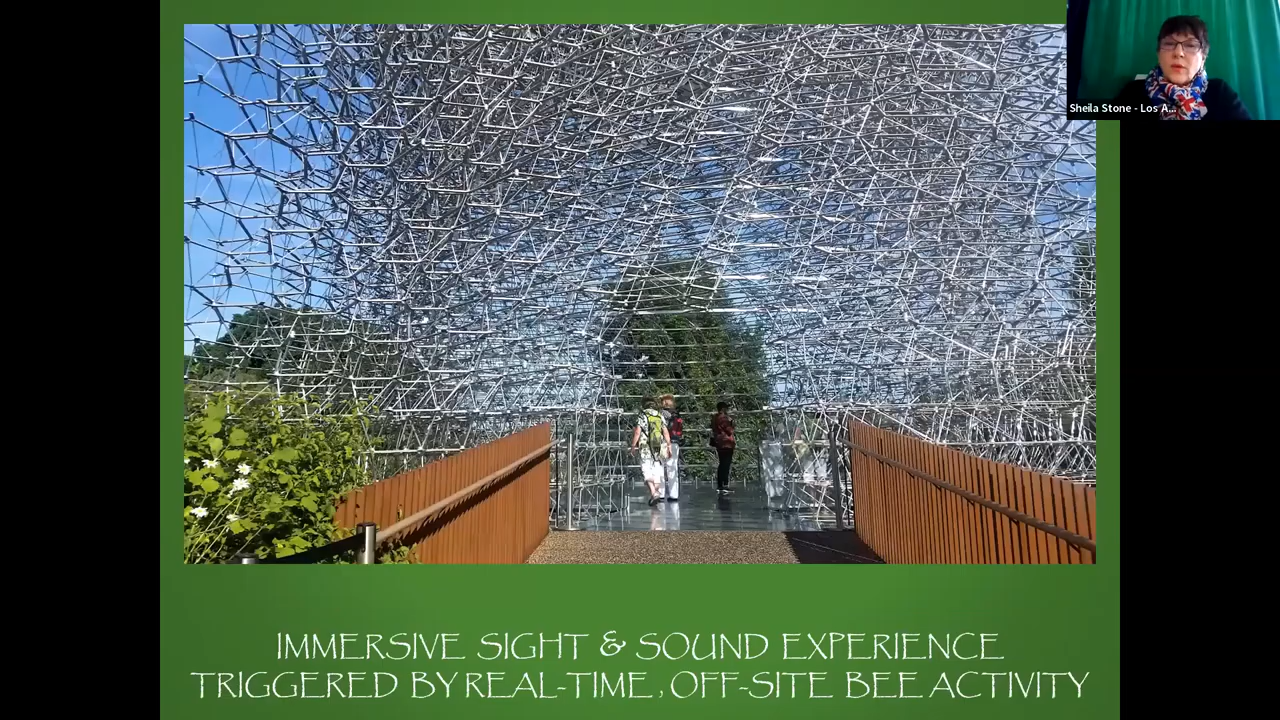 Sheila Stone - Los A...
IMMERSIVE SIGHT & SOUND EXPERIENCE
TRIGGERED BY REAL-TIME, OFF-SITE BEE ACTIVITY